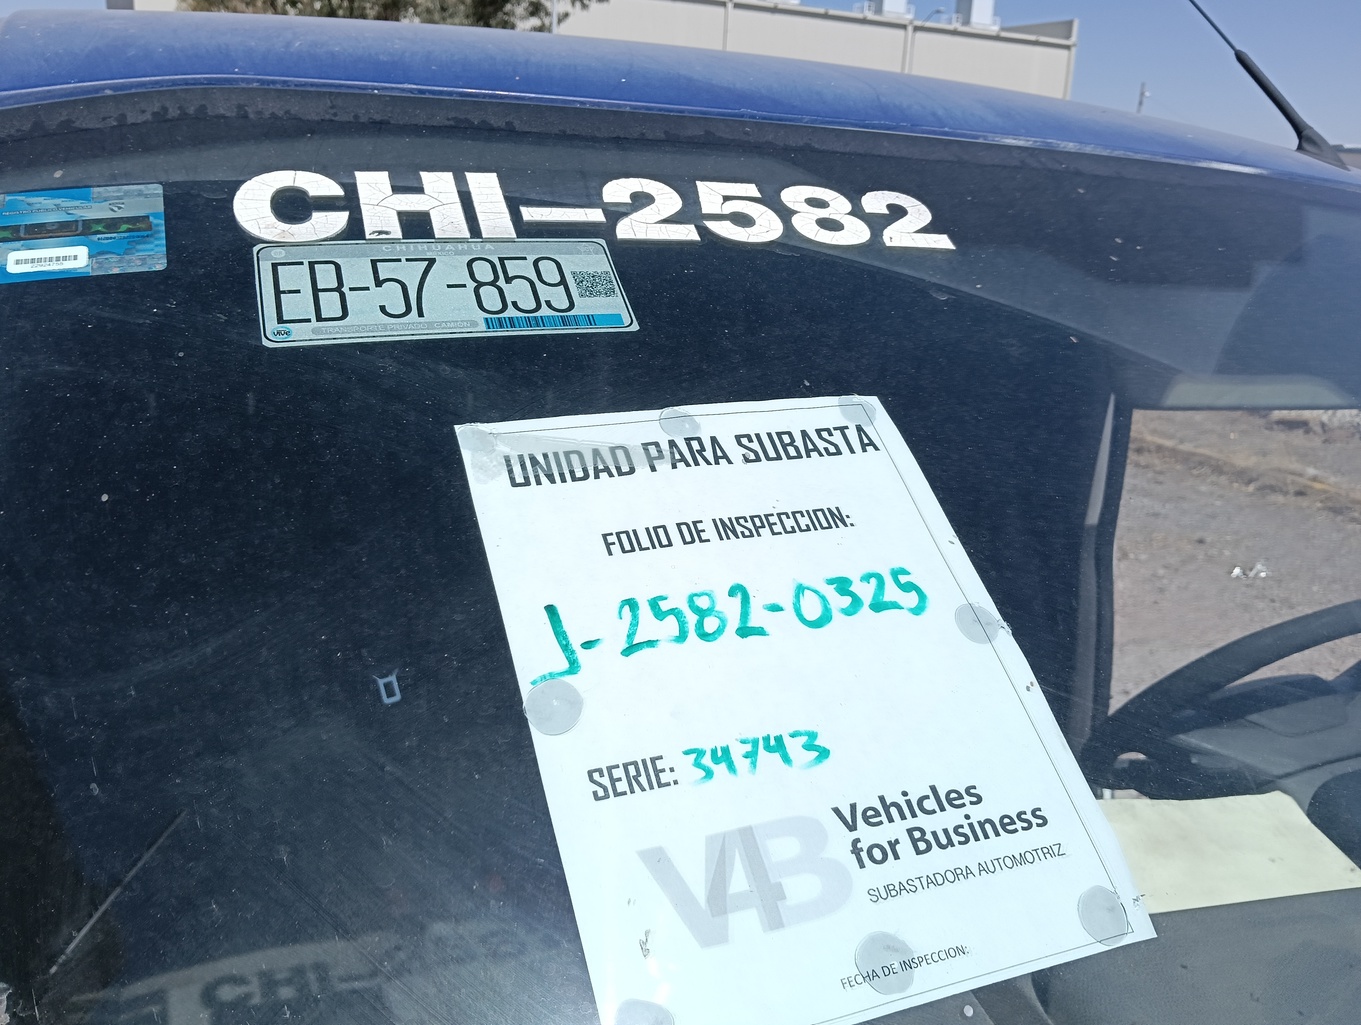 CHI-2582
CHIHUAHUA
EB-57-859
TRANSPORTE PRIVADO CAMIÓN
UNIDAD PARA SUBASTA
FOLIO DE INSPECCION:
J-2582-0325
SERIE: 34743
V4B
Vehicles
for Business
SUBASTADORA AUTOMOTRIZ
FECHA DE INSPECCION: